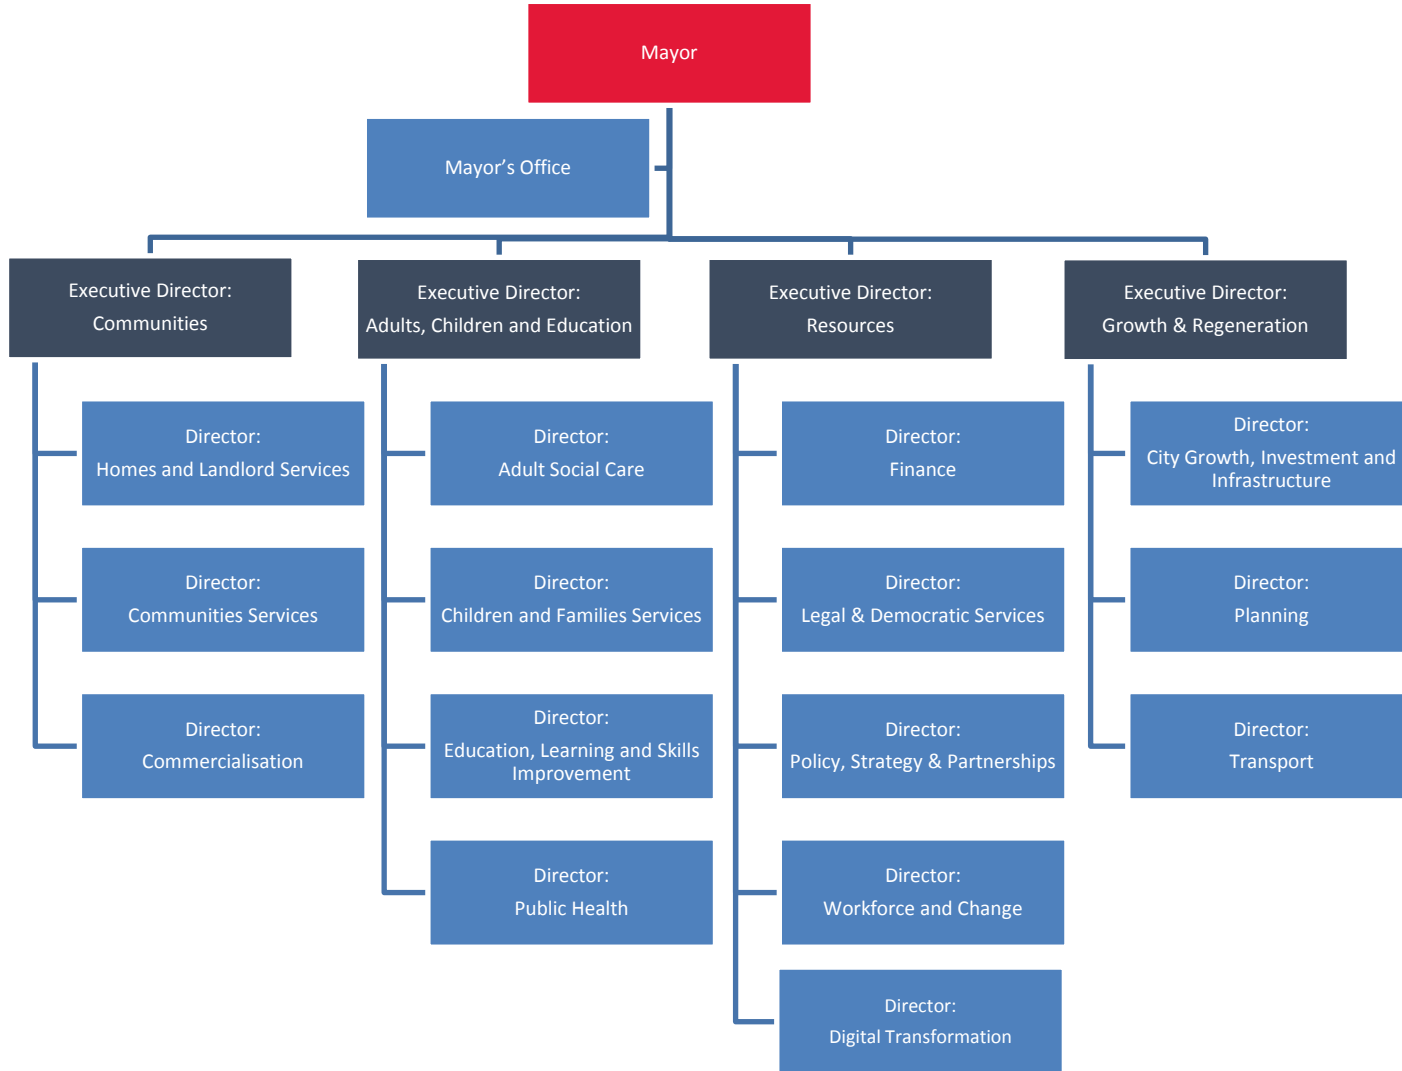 Mayor
Mayor’s Office
Executive Director:
Communities
Executive Director:
Adults, Children and Education
Executive Director:
Resources
Executive Director:
Growth & Regeneration
Director:
Homes and Landlord Services
Director:
Adult Social Care
Director:
Finance
Director:
City Growth, Investment and
Infrastructure
Director:
Communities Services
Director:
Children and Families Services
Director:
Legal & Democratic Services
Director:
Planning
Director:
Commercialisation
Director:
Education, Learning and Skills
Improvement
Director:
Policy, Strategy & Partnerships
Director:
Transport
Director:
Public Health
Director:
Workforce and Change
Director:
Digital Transformation